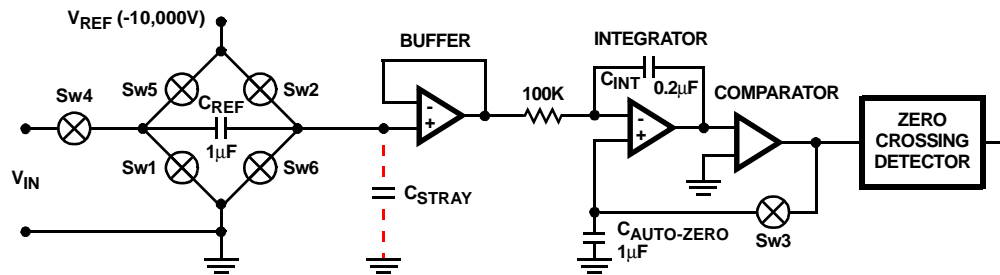 VREF (-10,000V)
BUFFER
INTEGRATOR
Sw5
Sw2
CREF
CINT
0.2µF
Sw4
100K
COMPARATOR
-
+
-
+
1µF
ZERO
CROSSING
DETECTOR
Sw1
Sw6
VIN
CSTRAY
CAUTO-ZERO
1µF
Sw3